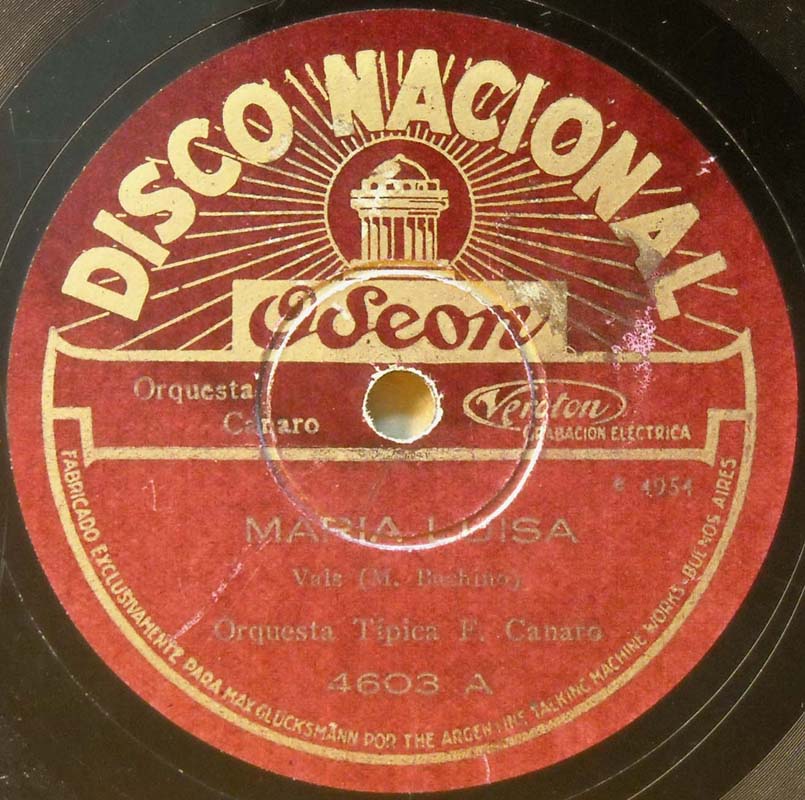 DISCO NACIONAL
Odeon
Orquesta
Canaro
Veroton
GRABACION ELECTRICA
e 4954
MARIA LUISA
Vals (M. Buchino)
Orquesta Típica F. Canaro
4603 A
FABRICADO EXCLUSIVAMENTE PARA MAX GLÜCKSMANN POR THE ARGENTINE TALKING MACHINE WORKS - BUENOS AIRES